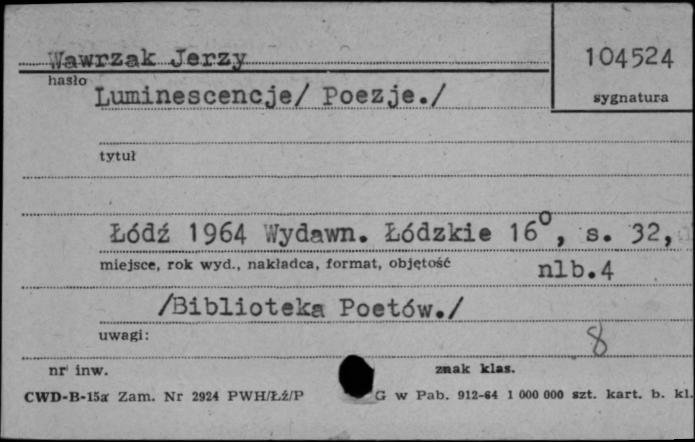 Wawrzak Jerzy
104524
hasło
sygnatura
Luminescencje/ Poezje./
tytuł
Łódź 1964 Wydawn. Łódzkie 16°, s. 32,
miejsce, rok wyd., nakładca, format, objętość
nlb.4
/Biblioteka Poetów./
uwagi:
8
nr inw.
znak klas.
CWD-B-15a Zam. Nr 2924 PWH/Łź/P
G w Pab. 912-64 1 000 000 szt. kart. b. kl.